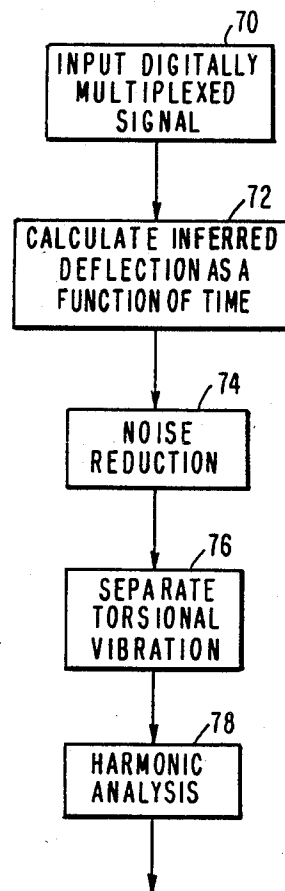 70
INPUT DIGITALLY
MULTIPLEXED
SIGNAL
72
CALCULATE INFERRED
DEFLECTION AS A
FUNCTION OF TIME
74
NOISE
REDUCTION
76
SEPARATE
TORSIONAL
VIBRATION
78
HARMONIC
ANALYSIS